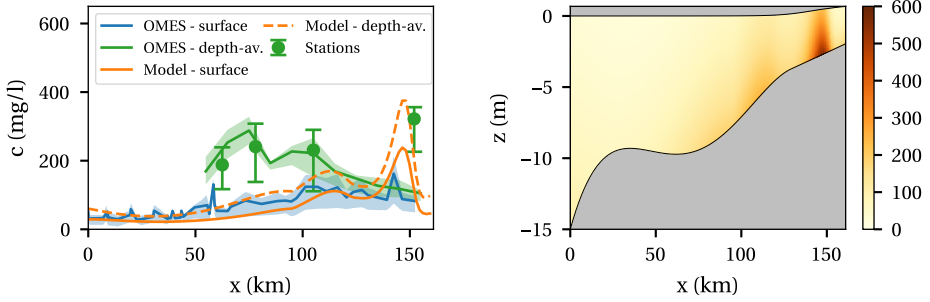 600
400
200
0
c (mg/l)
OMES - surface
OMES - depth-av.
Model - surface
Model - depth-av.
Stations
0
50
100
150
x (km)
0
−5
−10
−15
z (m)
0
50
100
150
x (km)
600
500
400
300
200
100
0